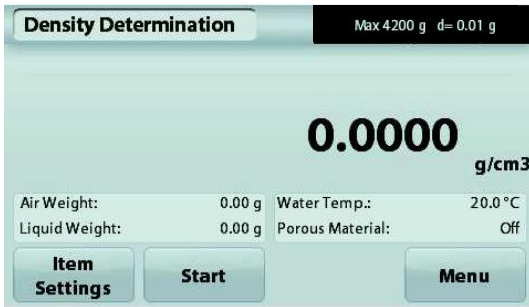 Density Determination
Max 4200 g d= 0.01 g
0.0000
g/cm3
Air Weight: 0.00 g
Water Temp.: 20.0 °C
Liquid Weight: 0.00 g
Porous Material: Off
Item
Settings
Start
Menu